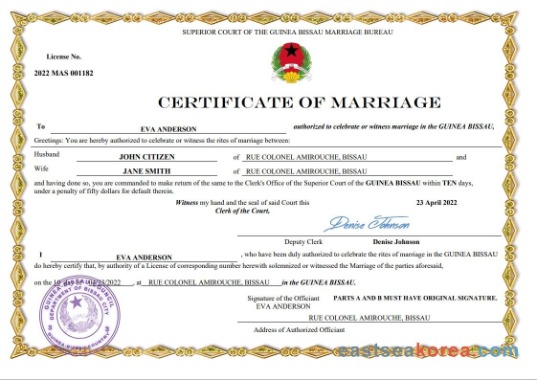 SUPERIOR COURT OF THE GUINEA BISSAU MARRIAGE BUREAU
License No.
2022 MAS 001182
CERTIFICATE OF MARRIAGE
To EVA ANDERSON authorized to celebrate or witness marriage in the GUINEA BISSAU,
Greetings: You are hereby authorized to celebrate or witness the rites of marriage between:
Husband JOHN CITIZEN of RUE COLONEL AMIROUCHE, BISSAU and
Wife JANE SMITH of RUE COLONEL AMIROUCHE, BISSAU
and having done so, you are commanded to make return of the same to the Clerk's Office of the Superior Court of the GUINEA BISSAU within TEN days,
under a penalty of fifty dollars for default therein.
Witness my hand and the seal of said Court this 23 April 2022
Clerk of the Court,
Denise Johnson
Deputy Clerk Denise Johnson
I EVA ANDERSON , who have been duly authorized to celebrate the rites of marriage in the GUINEA BISSAU
do hereby certify that, by authority of a License of corresponding number herewith solemnized or witnessed the Marriage of the parties aforesaid,
on the day 2022 , at RUE COLONEL AMIROUCHE, BISSAU in the GUINEA BISSAU.
Signature of the Officiant PARTS A AND B MUST HAVE ORIGINAL SIGNATURE.
EVA ANDERSON
RUE COLONEL AMIROUCHE, BISSAU
Address of Authorized Officiant
DEPARTMENT OF BISSAU CITY
eastseakorea.com